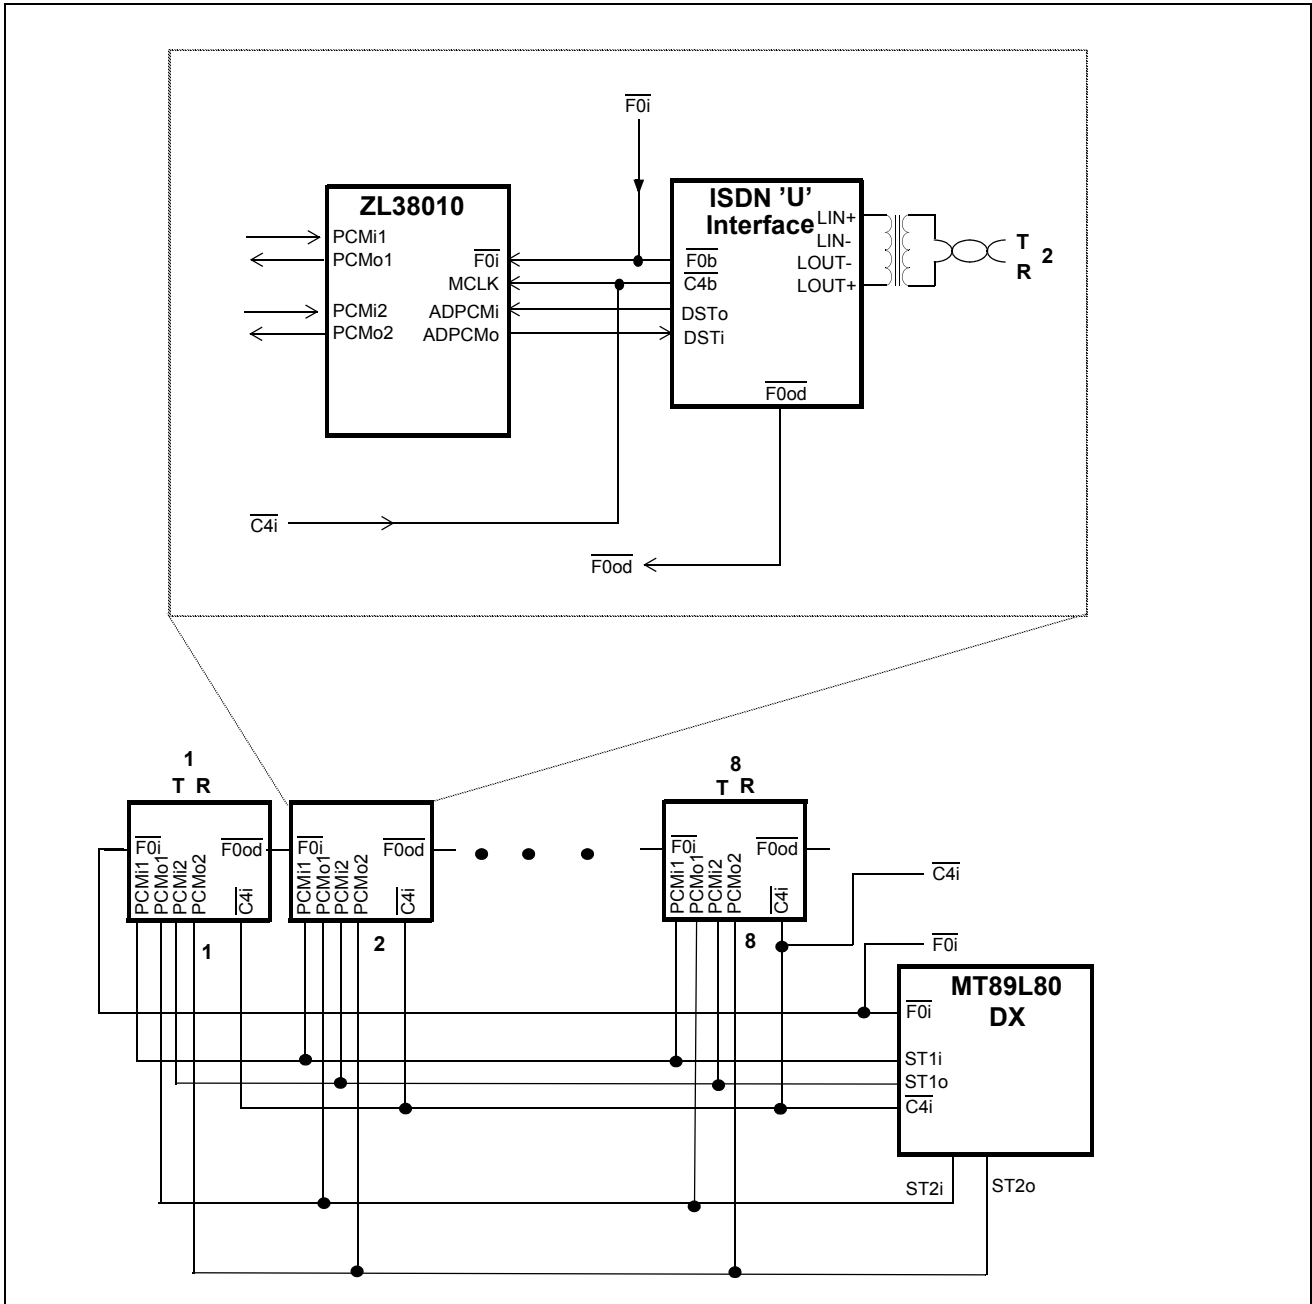 F0i
ZL38010
PCMi1
PCMo1
PCMi2
PCMo2
F0i
MCLK
ADPCMi
ADPCMo
ISDN ’U’
Interface
F0b
C4b
DSTo
DSTi
LIN+
LIN-
LOUT-
LOUT+
F0od
T
R
2
C4i
F0od
1
T R
F0i
PCMi1
PCMo1
PCMi2
PCMo2
F0od
C4i
1
F0i
PCMi1
PCMo1
PCMi2
PCMo2
F0od
C4i
2
8
T R
F0i
PCMi1
PCMo1
PCMi2
PCMo2
F0od
C4i
8
C4i
F0i
MT89L80
DX
F0i
ST1i
ST1o
C4i
ST2i
ST2o